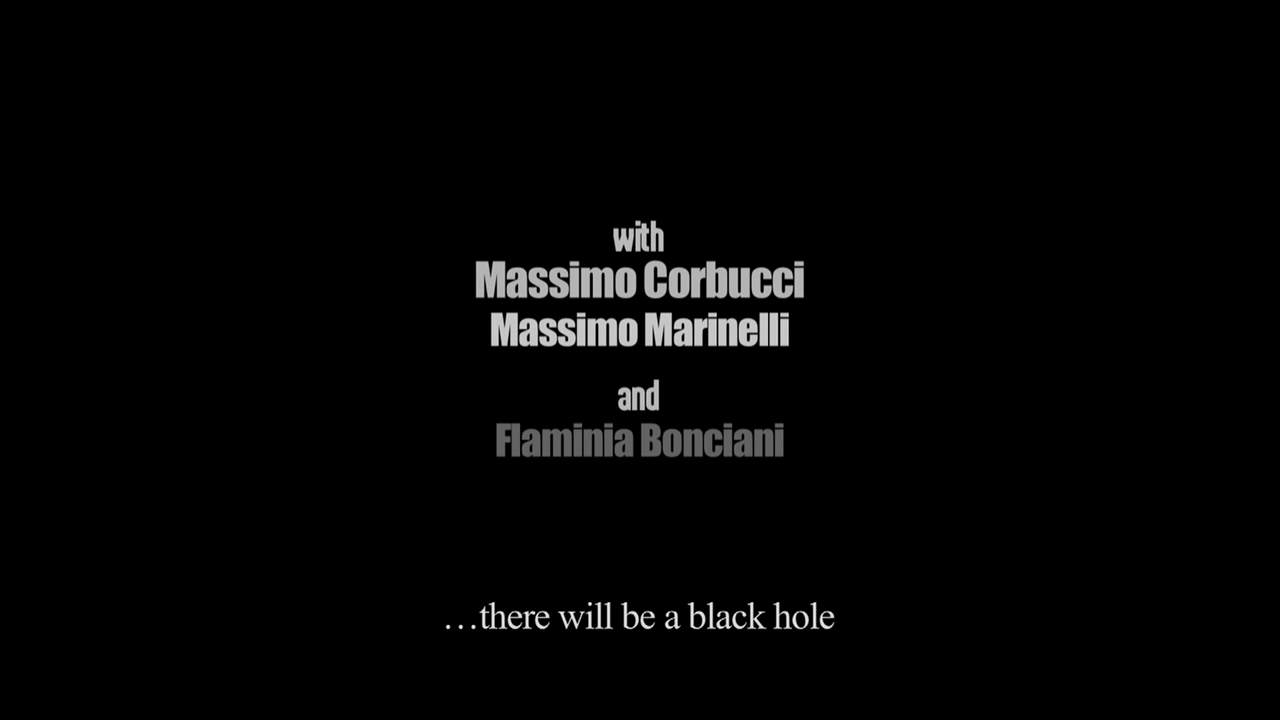 with
Massimo Corbucci
Massimo Marinelli
and
Flaminia Bonciani
…there will be a black hole